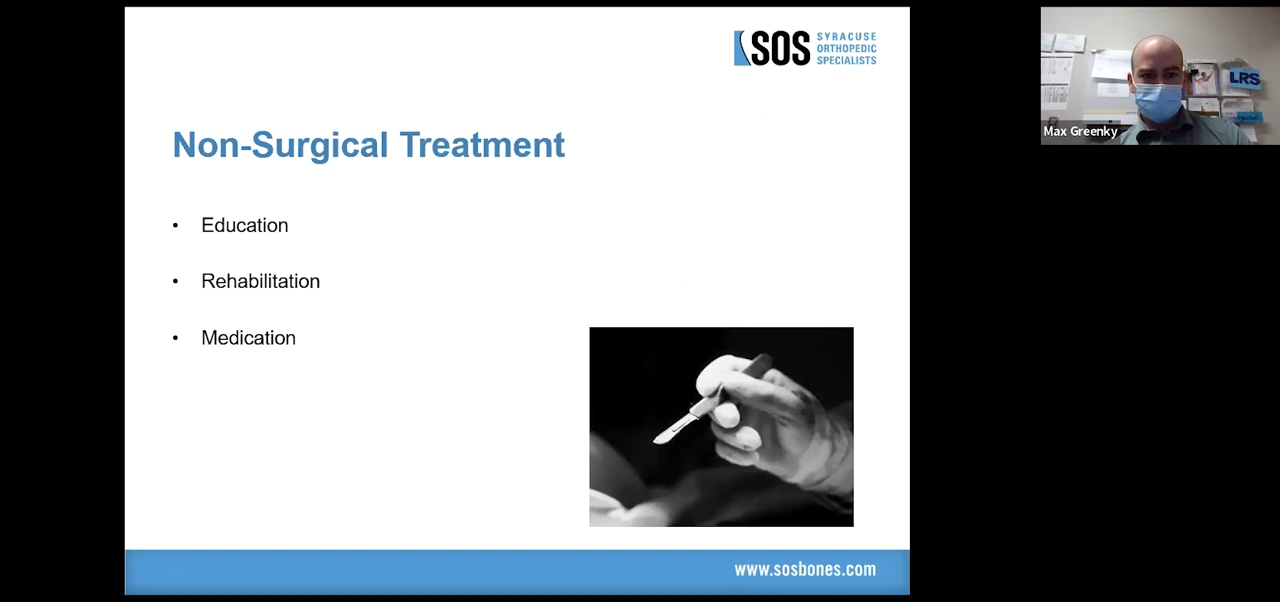 SOS SYRACUSE
ORTHOPEDIC
SPECIALISTS
Non-Surgical Treatment
• Education
• Rehabilitation
• Medication
www.sosbones.com
LRS
Max Greenky